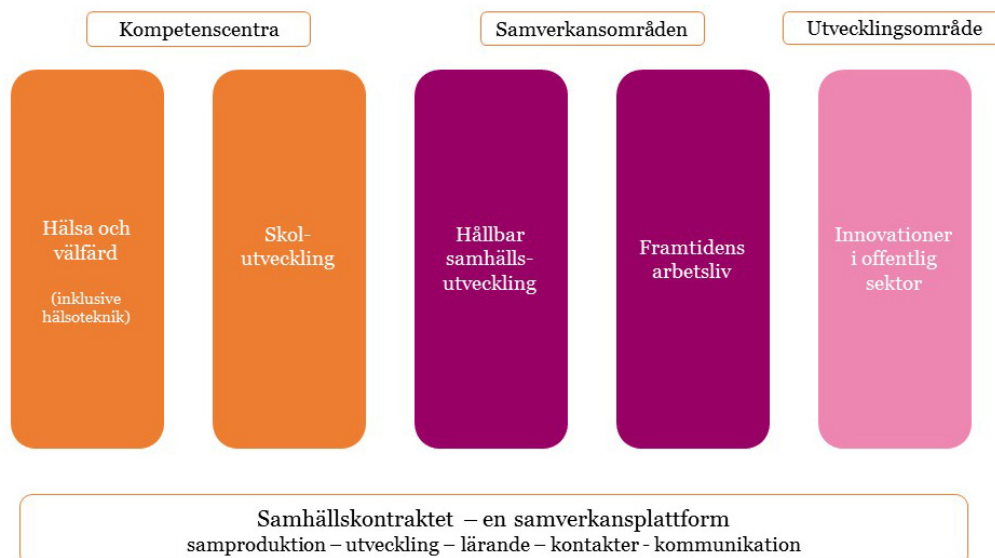 Kompetenscentra
Samverkansområden
Utvecklingsområde
Hälsa och
välfärd
(inklusive
hälsoteknik)
Skol-
utveckling
Hållbar
samhälls-
utveckling
Framtidens
arbetsliv
Innovationer
i offentlig
sektor
Samhällskontraktet – en samverkansplattform
samproduktion – utveckling – lärande – kontakter - kommunikation